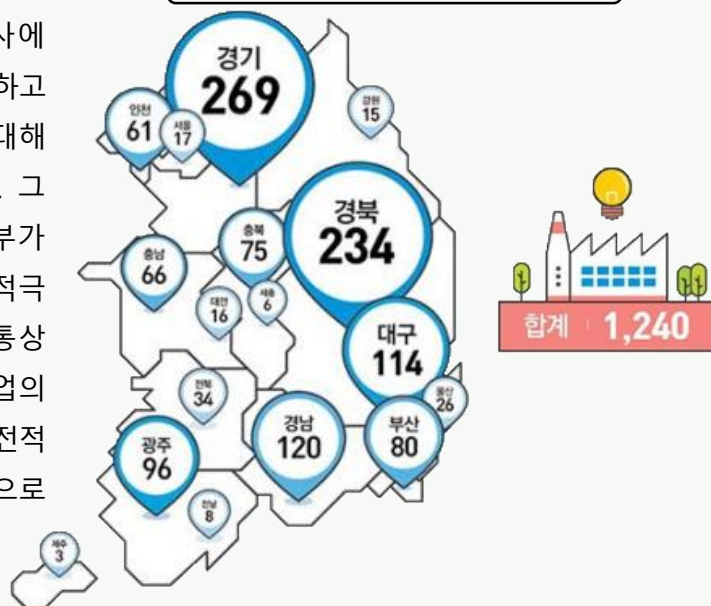 사에
하고
대해
그
부가
적극
통상
업의
전적
으로
경기
269
인천
61
서울
17
강원
15
경북
234
충북
75
충남
66
대전
16
세종
6
대구
114
울산
26
전북
34
경남
120
부산
80
광주
96
전남
8
제주
3
합계 1,240